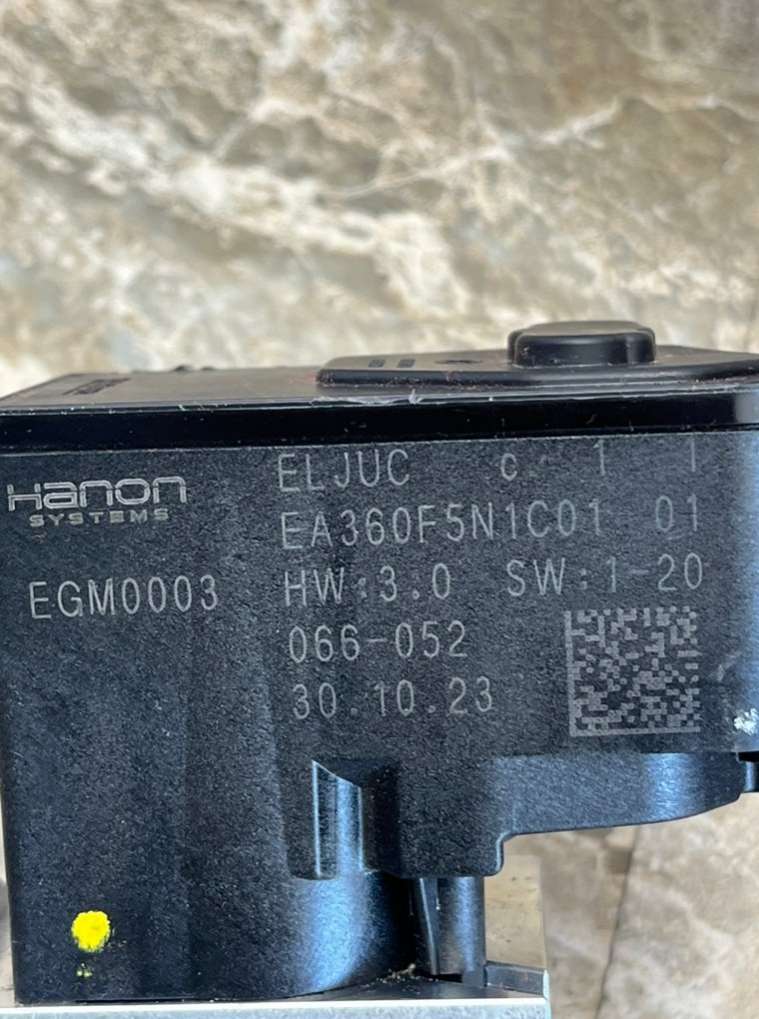 Hanon
SYSTEMS
EGM0003
ELJUC c 1 1
EA360F5N1C01 01
HW:3.0 SW:1-20
066-052
30.10.23